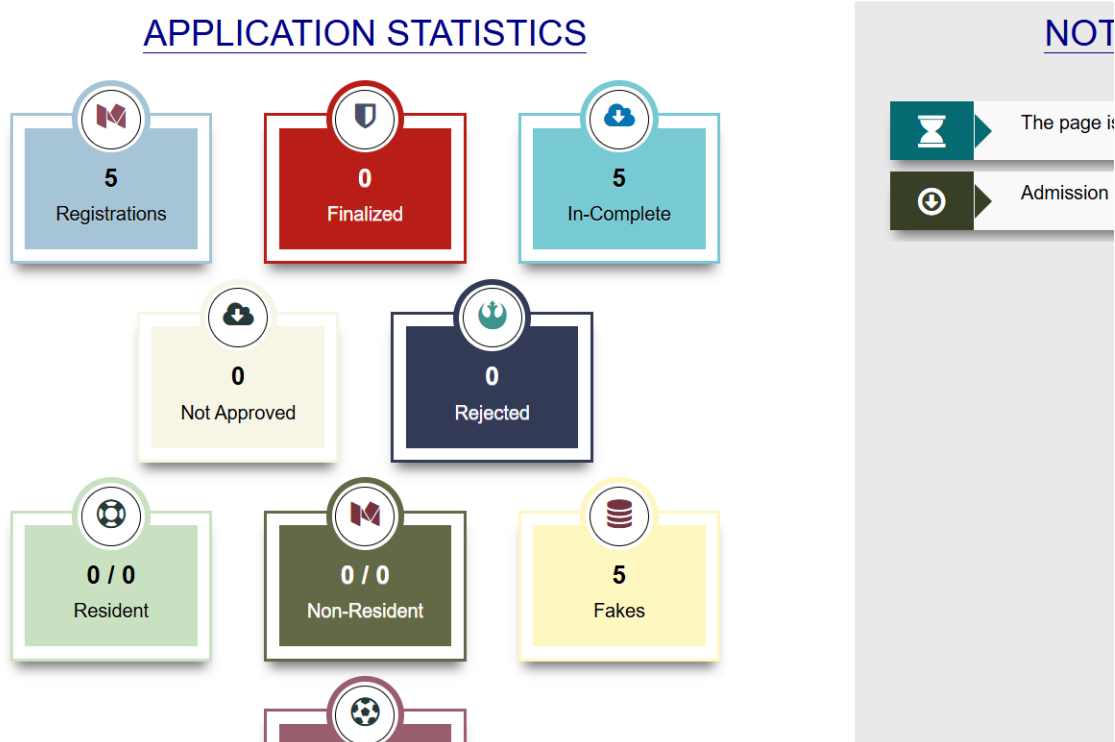 APPLICATION STATISTICS
5
Registrations
0
Finalized
5
In-Complete
0
Not Approved
0
Rejected
0 / 0
Resident
0 / 0
Non-Resident
5
Fakes
NOT
The page is
Admission